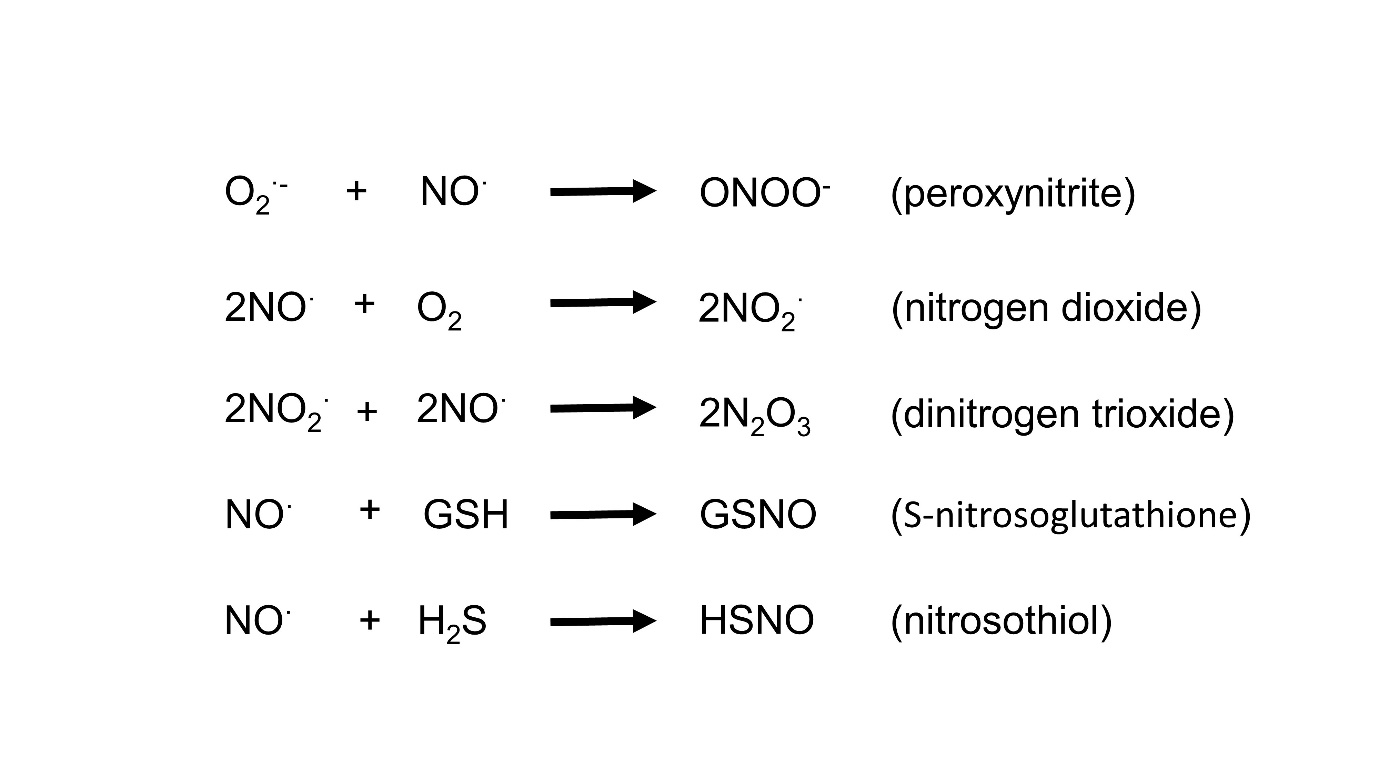 O₂˙⁻ + NO˙ → ONOO⁻ (peroxynitrite)
2NO˙ + O₂ → 2NO₂˙ (nitrogen dioxide)
2NO₂˙ + 2NO˙ → 2N₂O₃ (dinitrogen trioxide)
NO˙ + GSH → GSNO (S-nitrosoglutathione)
NO˙ + H₂S → HSNO (nitrosothiol)